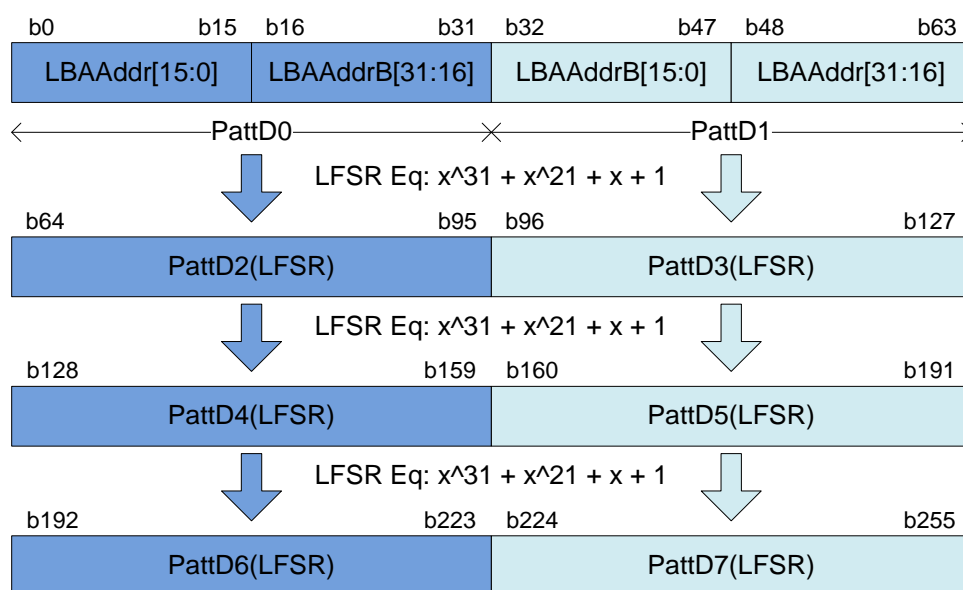 b0 b15 b16 b31 b32 b47 b48 b63
LBAAddr[15:0] LBAAddrB[31:16] LBAAddrB[15:0] LBAAddr[31:16]
PattD0 PattD1
LFSR Eq: x^31 + x^21 + x + 1
b64 b95 b96 b127
PattD2(LFSR) PattD3(LFSR)
LFSR Eq: x^31 + x^21 + x + 1
b128 b159 b160 b191
PattD4(LFSR) PattD5(LFSR)
LFSR Eq: x^31 + x^21 + x + 1
b192 b223 b224 b255
PattD6(LFSR) PattD7(LFSR)